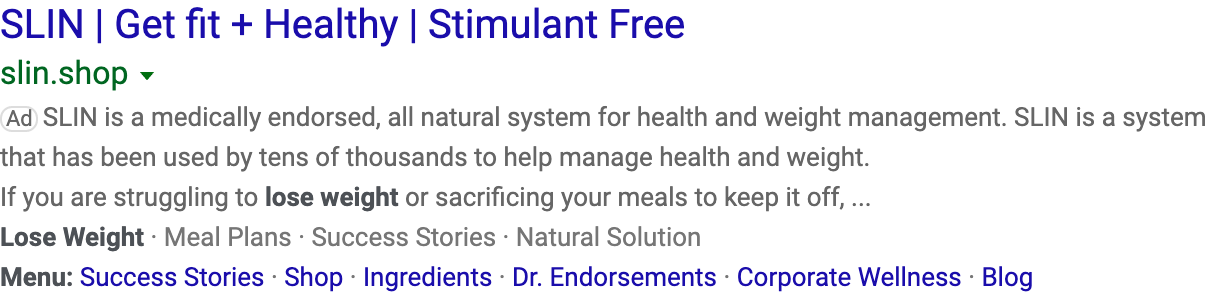 SLIN | Get fit + Healthy | Stimulant Free
slin.shop
Ad SLIN is a medically endorsed, all natural system for health and weight management. SLIN is a system
that has been used by tens of thousands to help manage health and weight.
If you are struggling to lose weight or sacrificing your meals to keep it off, ...
Lose Weight · Meal Plans · Success Stories · Natural Solution
Menu: Success Stories · Shop · Ingredients · Dr. Endorsements · Corporate Wellness · Blog